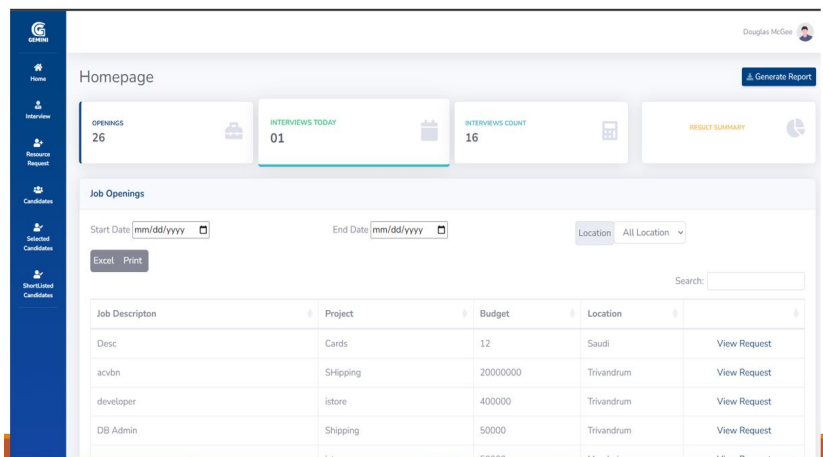 GEMINI
Home
Interview
Resource
Request
Candidates
Selected
Candidates
ShortListed
Candidates
Douglas McGee
Homepage
Generate Report
OPENINGS
26
INTERVIEWS TODAY
01
INTERVIEWS COUNT
16
RESULT SUMMARY
Job Openings
Start Date mm/dd/yyyy End Date mm/dd/yyyy Location All Location
Excel Print
Search:
Job Descripton Project Budget Location
Desc Cards 12 Saudi View Request
acvbn SHipping 20000000 Trivandrum View Request
developer istore 400000 Trivandrum View Request
DB Admin Shipping 50000 Trivandrum View Request